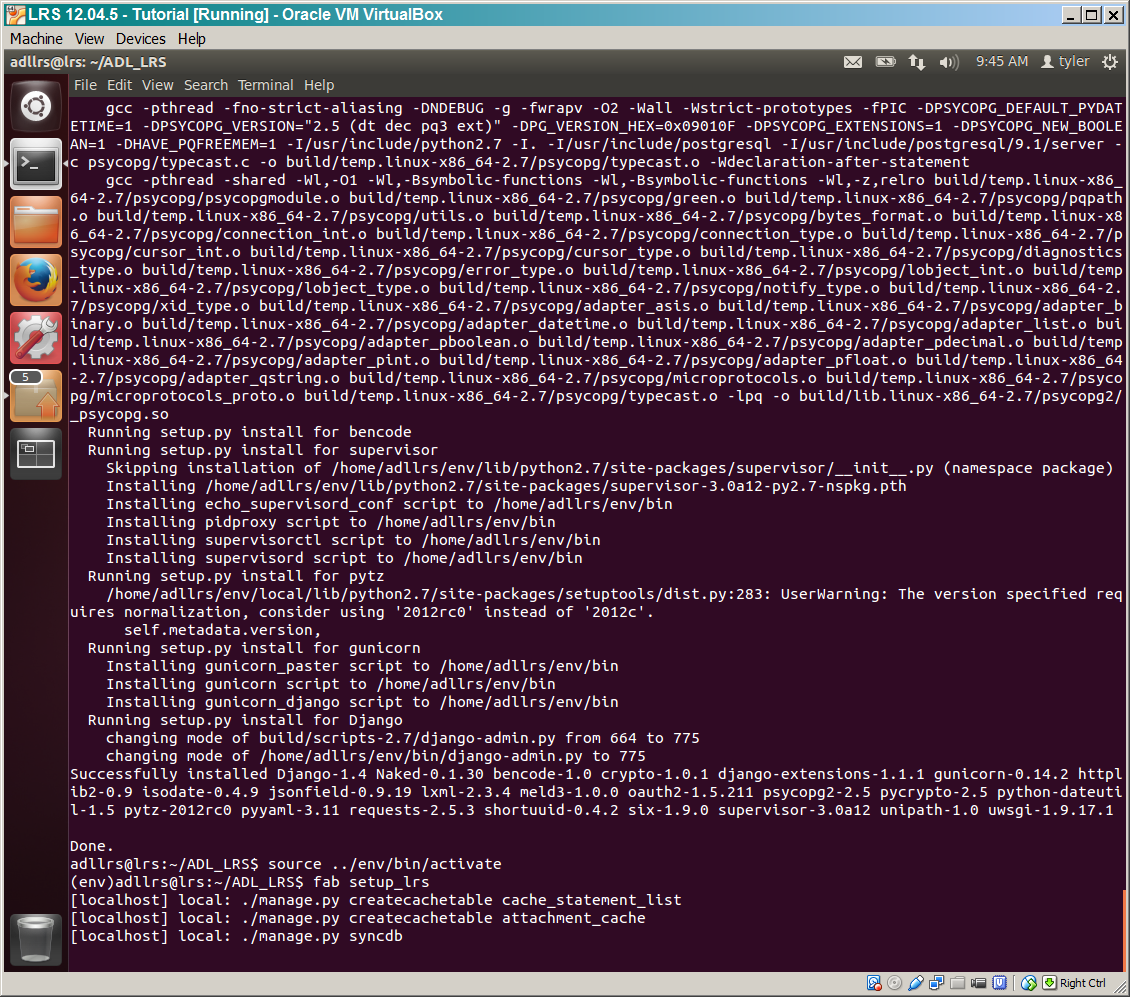 LRS 12.04.5 - Tutorial [Running] - Oracle VM VirtualBox
Machine View Devices Help
adllrs@lrs: ~/ADL_LRS 9:45 AM tyler
File Edit View Search Terminal Help
gcc -pthread -fno-strict-aliasing -DNDEBUG -g -fwrapv -O2 -Wall -Wstrict-prototypes -fPIC -DPSYCOPG_DEFAULT_PYDAT
ETIME=1 -DPSYCOPG_VERSION="2.5 (dt dec pq3 ext)" -DPG_VERSION_HEX=0x09010F -DPSYCOPG_EXTENSIONS=1 -DPSYCOPG_NEW_BOOLE
AN=1 -DHAVE_PQFREEMEM=1 -I/usr/include/python2.7 -I. -I/usr/include/postgresql -I/usr/include/postgresql/9.1/server -
c psycopg/typecast.c -o build/temp.linux-x86_64-2.7/psycopg/typecast.o -Wdeclaration-after-statement
gcc -pthread -shared -Wl,-O1 -Wl,-Bsymbolic-functions -Wl,-Bsymbolic-functions -Wl,-z,relro build/temp.linux-x86_
64-2.7/psycopg/psycopgmodule.o build/temp.linux-x86_64-2.7/psycopg/green.o build/temp.linux-x86_64-2.7/psycopg/pqpath
.o build/temp.linux-x86_64-2.7/psycopg/utils.o build/temp.linux-x86_64-2.7/psycopg/bytes_format.o build/temp.linux-x8
6_64-2.7/psycopg/connection_int.o build/temp.linux-x86_64-2.7/psycopg/connection_type.o build/temp.linux-x86_64-2.7/p
sycopg/cursor_int.o build/temp.linux-x86_64-2.7/psycopg/cursor_type.o build/temp.linux-x86_64-2.7/psycopg/diagnostics
_type.o build/temp.linux-x86_64-2.7/psycopg/error_type.o build/temp.linux-x86_64-2.7/psycopg/lobject_int.o build/temp
.linux-x86_64-2.7/psycopg/lobject_type.o build/temp.linux-x86_64-2.7/psycopg/notify_type.o build/temp.linux-x86_64-2.
7/psycopg/xid_type.o build/temp.linux-x86_64-2.7/psycopg/adapter_asis.o build/temp.linux-x86_64-2.7/psycopg/adapter_b
inary.o build/temp.linux-x86_64-2.7/psycopg/adapter_datetime.o build/temp.linux-x86_64-2.7/psycopg/adapter_list.o bui
ld/temp.linux-x86_64-2.7/psycopg/adapter_pboolean.o build/temp.linux-x86_64-2.7/psycopg/adapter_pdecimal.o build/temp
.linux-x86_64-2.7/psycopg/adapter_pint.o build/temp.linux-x86_64-2.7/psycopg/adapter_pfloat.o build/temp.linux-x86_64
-2.7/psycopg/adapter_qstring.o build/temp.linux-x86_64-2.7/psycopg/microprotocols.o build/temp.linux-x86_64-2.7/psyco
pg/microprotocols_proto.o build/temp.linux-x86_64-2.7/psycopg/typecast.o -lpq -o build/lib.linux-x86_64-2.7/psycopg2/
_psycopg.so
Running setup.py install for bencode
Running setup.py install for supervisor
Skipping installation of /home/adllrs/env/lib/python2.7/site-packages/supervisor/__init__.py (namespace package)
Installing /home/adllrs/env/lib/python2.7/site-packages/supervisor-3.0a12-py2.7-nspkg.pth
Installing echo_supervisord_conf script to /home/adllrs/env/bin
Installing pidproxy script to /home/adllrs/env/bin
Installing supervisorctl script to /home/adllrs/env/bin
Installing supervisord script to /home/adllrs/env/bin
Running setup.py install for pytz
/home/adllrs/env/local/lib/python2.7/site-packages/setuptools/dist.py:283: UserWarning: The version specified req
uires normalization, consider using '2012rc0' instead of '2012c'.
self.metadata.version,
Running setup.py install for gunicorn
Installing gunicorn_paster script to /home/adllrs/env/bin
Installing gunicorn script to /home/adllrs/env/bin
Installing gunicorn_django script to /home/adllrs/env/bin
Running setup.py install for Django
changing mode of build/scripts-2.7/django-admin.py from 664 to 775
changing mode of /home/adllrs/env/bin/django-admin.py to 775
Successfully installed Django-1.4 Naked-0.1.30 bencode-1.0 crypto-1.0.1 django-extensions-1.1.1 gunicorn-0.14.2 httpl
ib2-0.9 isodate-0.4.9 jsonfield-0.9.19 lxml-2.3.4 meld3-1.0.0 oauth2-1.5.211 psycopg2-2.5 pycrypto-2.5 python-dateuti
l-1.5 pytz-2012rc0 pyyaml-3.11 requests-2.5.3 shortuuid-0.4.2 six-1.9.0 supervisor-3.0a12 unipath-1.0 uwsgi-1.9.17.1
Done.
adllrs@lrs:~/ADL_LRS$ source ../env/bin/activate
(env)adllrs@lrs:~/ADL_LRS$ fab setup_lrs
[localhost] local: ./manage.py createcachetable cache_statement_list
[localhost] local: ./manage.py createcachetable attachment_cache
[localhost] local: ./manage.py syncdb
5
Right Ctrl